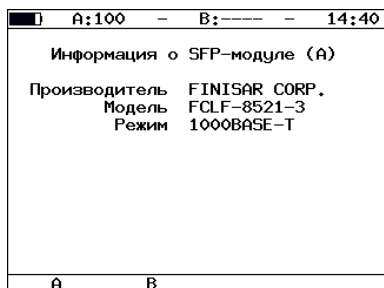 A:100 – B:---- – 14:40
Информация о SFP-модуле (A)
Производитель FINISAR CORP.
Модель FCLF-8521-3
Режим 1000BASE-T
A B